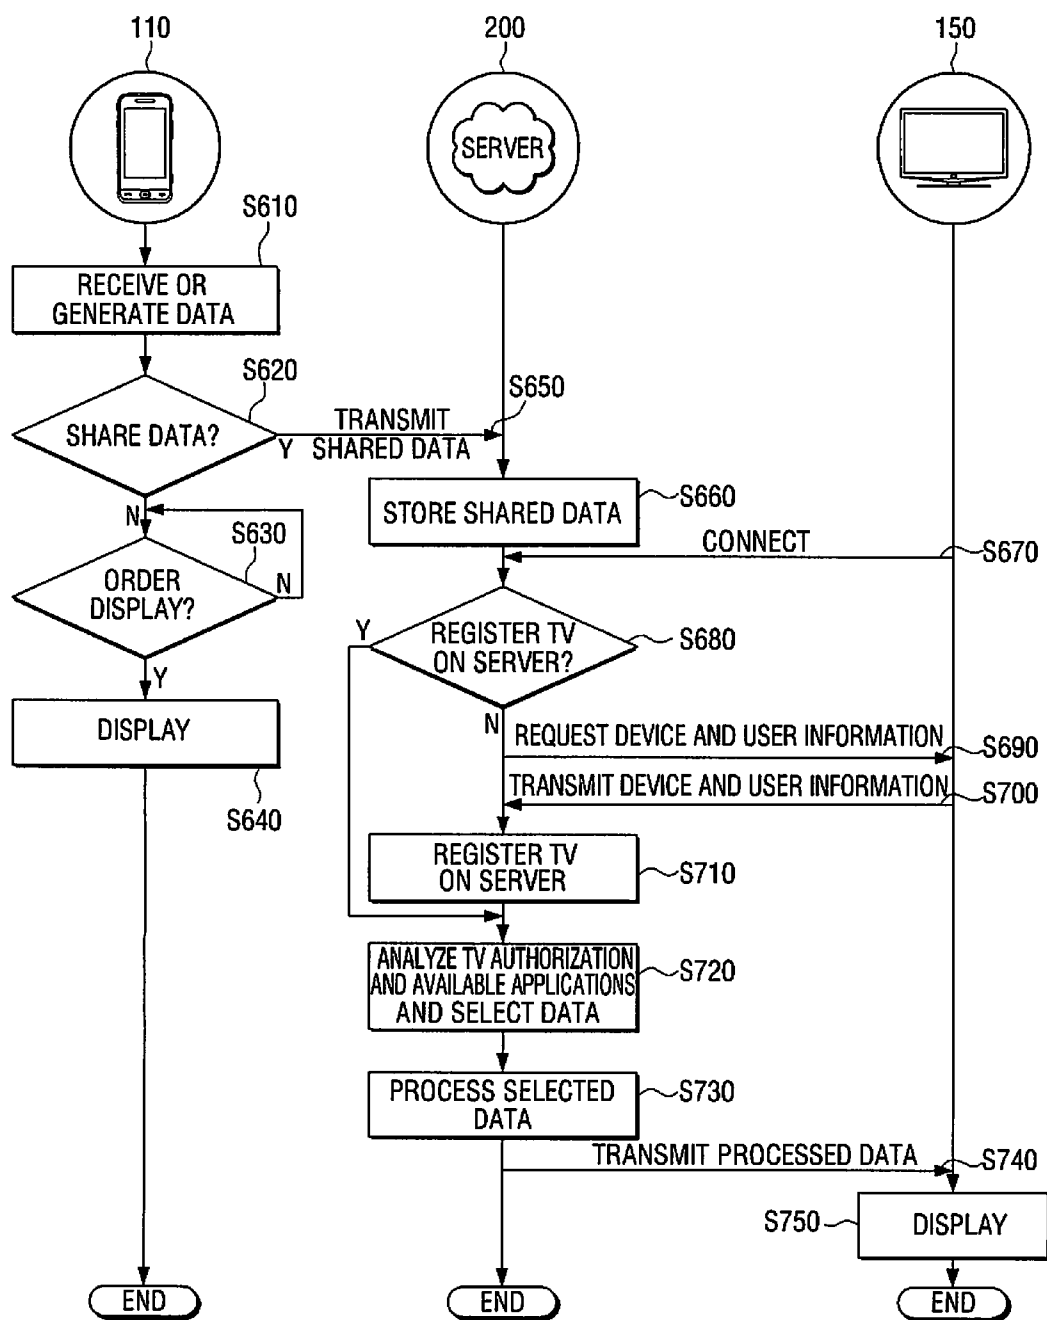 110
200
150
SERVER
S610
RECEIVE OR
GENERATE DATA
S620
SHARE DATA?
Y
TRANSMIT
SHARED DATA
S650
N
S660
STORE SHARED DATA
CONNECT
S670
S630
ORDER
DISPLAY?
N
Y
REGISTER TV
ON SERVER?
S680
Y
N
DISPLAY
S640
REQUEST DEVICE AND USER INFORMATION
S690
TRANSMIT DEVICE AND USER INFORMATION
S700
REGISTER TV
ON SERVER
S710
ANALYZE TV AUTHORIZATION
AND AVAILABLE APPLICATIONS
AND SELECT DATA
S720
PROCESS SELECTED
DATA
S730
TRANSMIT PROCESSED DATA
S740
S750
DISPLAY
END
END
END